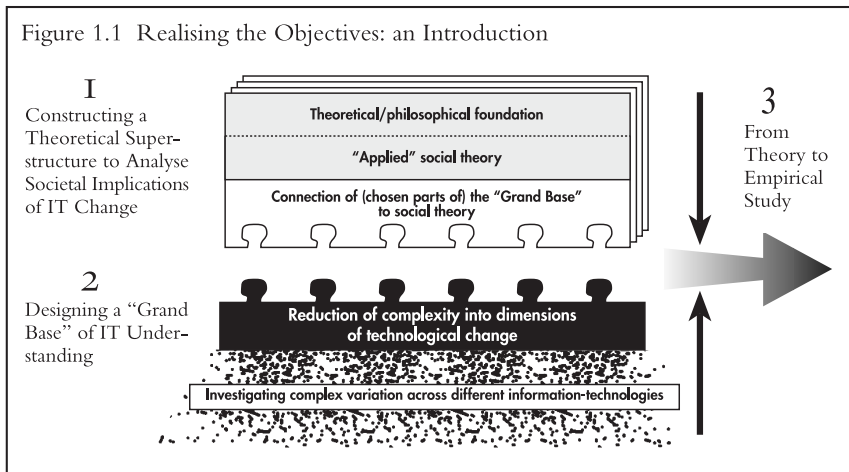 Figure 1.1 Realising the Objectives: an Introduction
1
Constructing a
Theoretical Super-
structure to Analyse
Societal Implications
of IT Change
Theoretical/philosophical foundation
“Applied” social theory
Connection of (chosen parts of) the “Grand Base”
to social theory
2
Designing a “Grand
Base” of IT Under-
standing
Reduction of complexity into dimensions
of technological change
Investigating complex variation across different information-technologies
3
From
Theory to
Empirical
Study